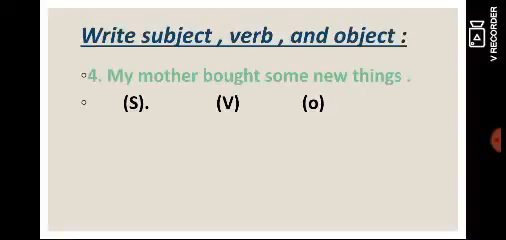 Write subject , verb , and object :
◦4. My mother bought some new things .
◦ (S). (V) (o)
V RECORDER